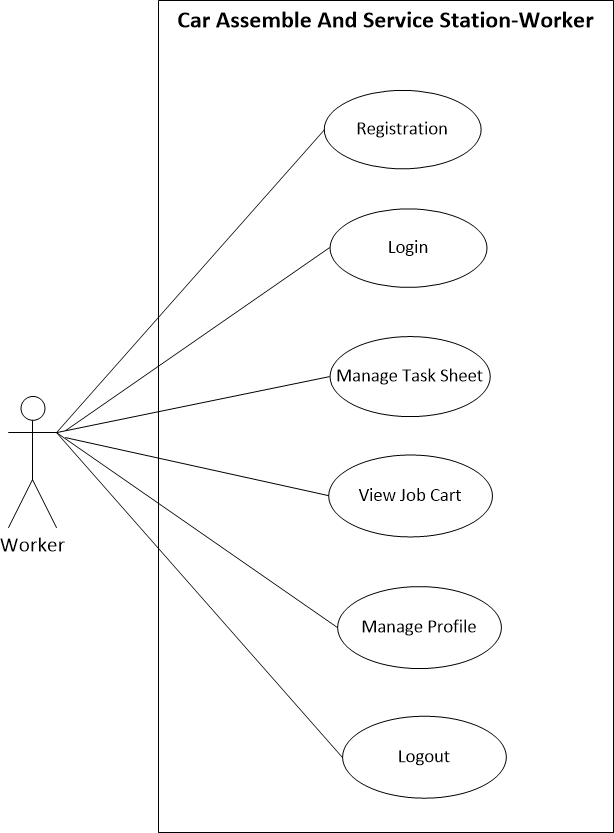 Car Assemble And Service Station-Worker
Registration
Login
Manage Task Sheet
View Job Cart
Worker
Manage Profile
Logout